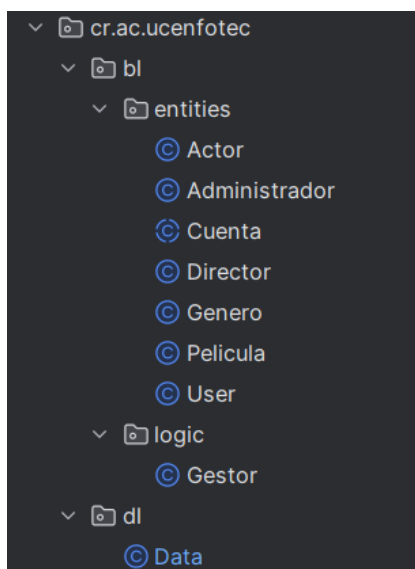 cr.ac.ucenfotec
bl
entities
Actor
Administrador
Cuenta
Director
Genero
Pelicula
User
logic
Gestor
dl
Data